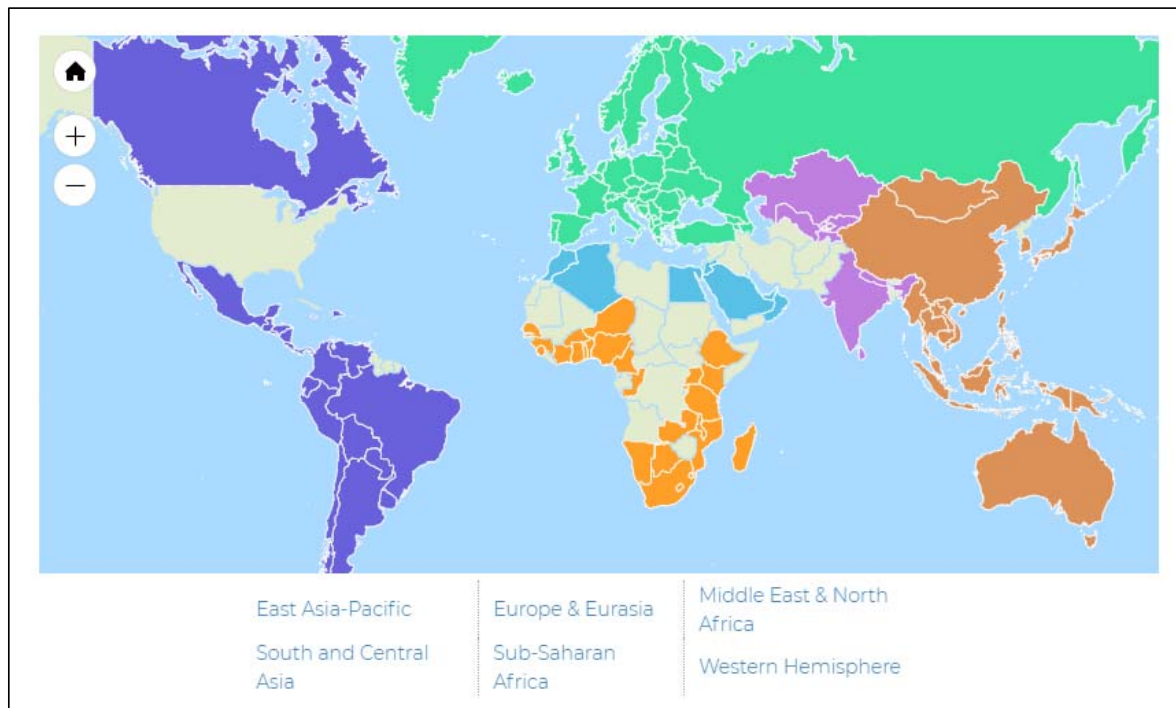 East Asia-Pacific
Europe & Eurasia
Middle East & North
Africa
South and Central
Asia
Sub-Saharan
Africa
Western Hemisphere